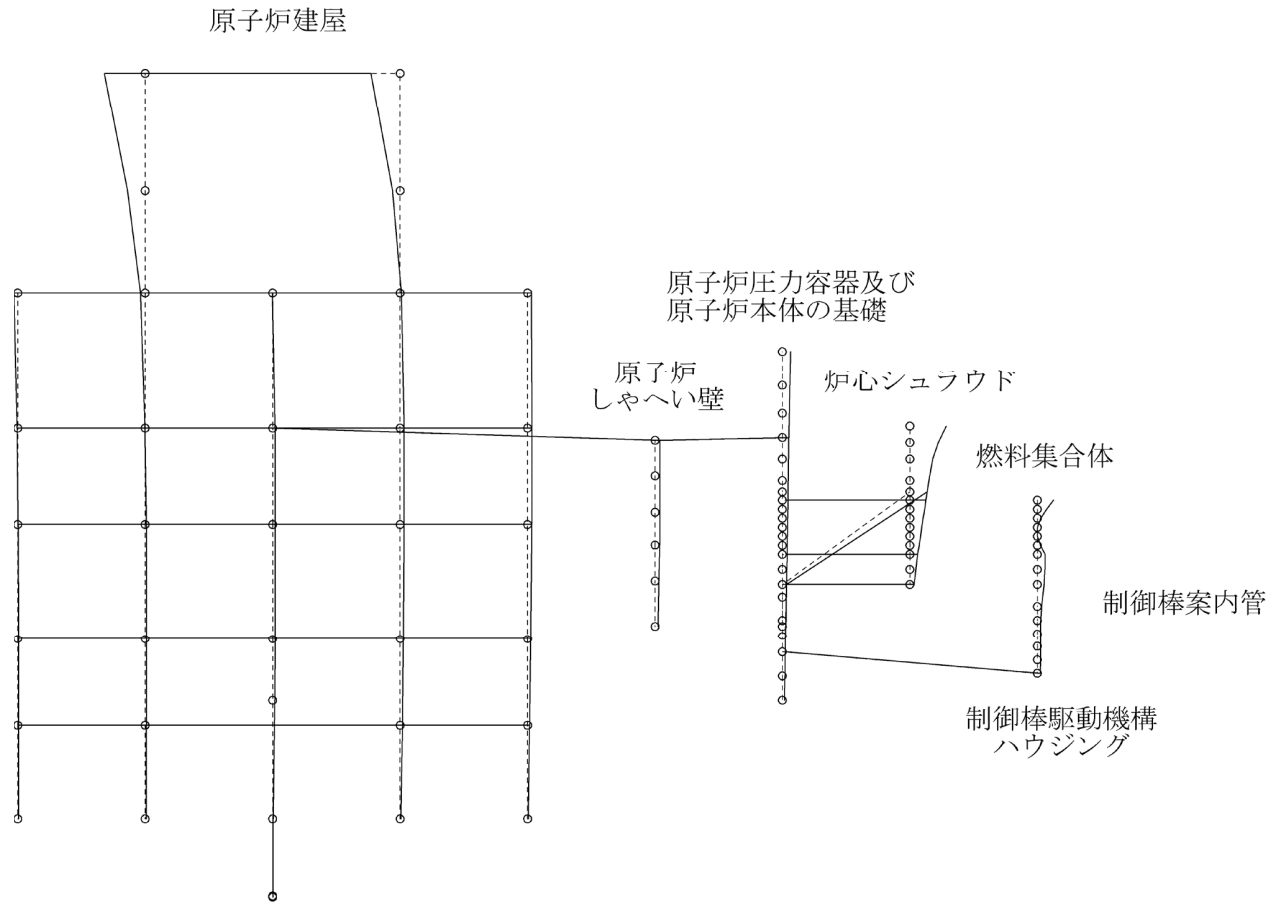 原子炉建屋
原子炉圧力容器及び
原子炉本体の基礎
原子炉
しゃへい壁
炉心シュラウド
燃料集合体
制御棒案内管
制御棒駆動機構
ハウジング